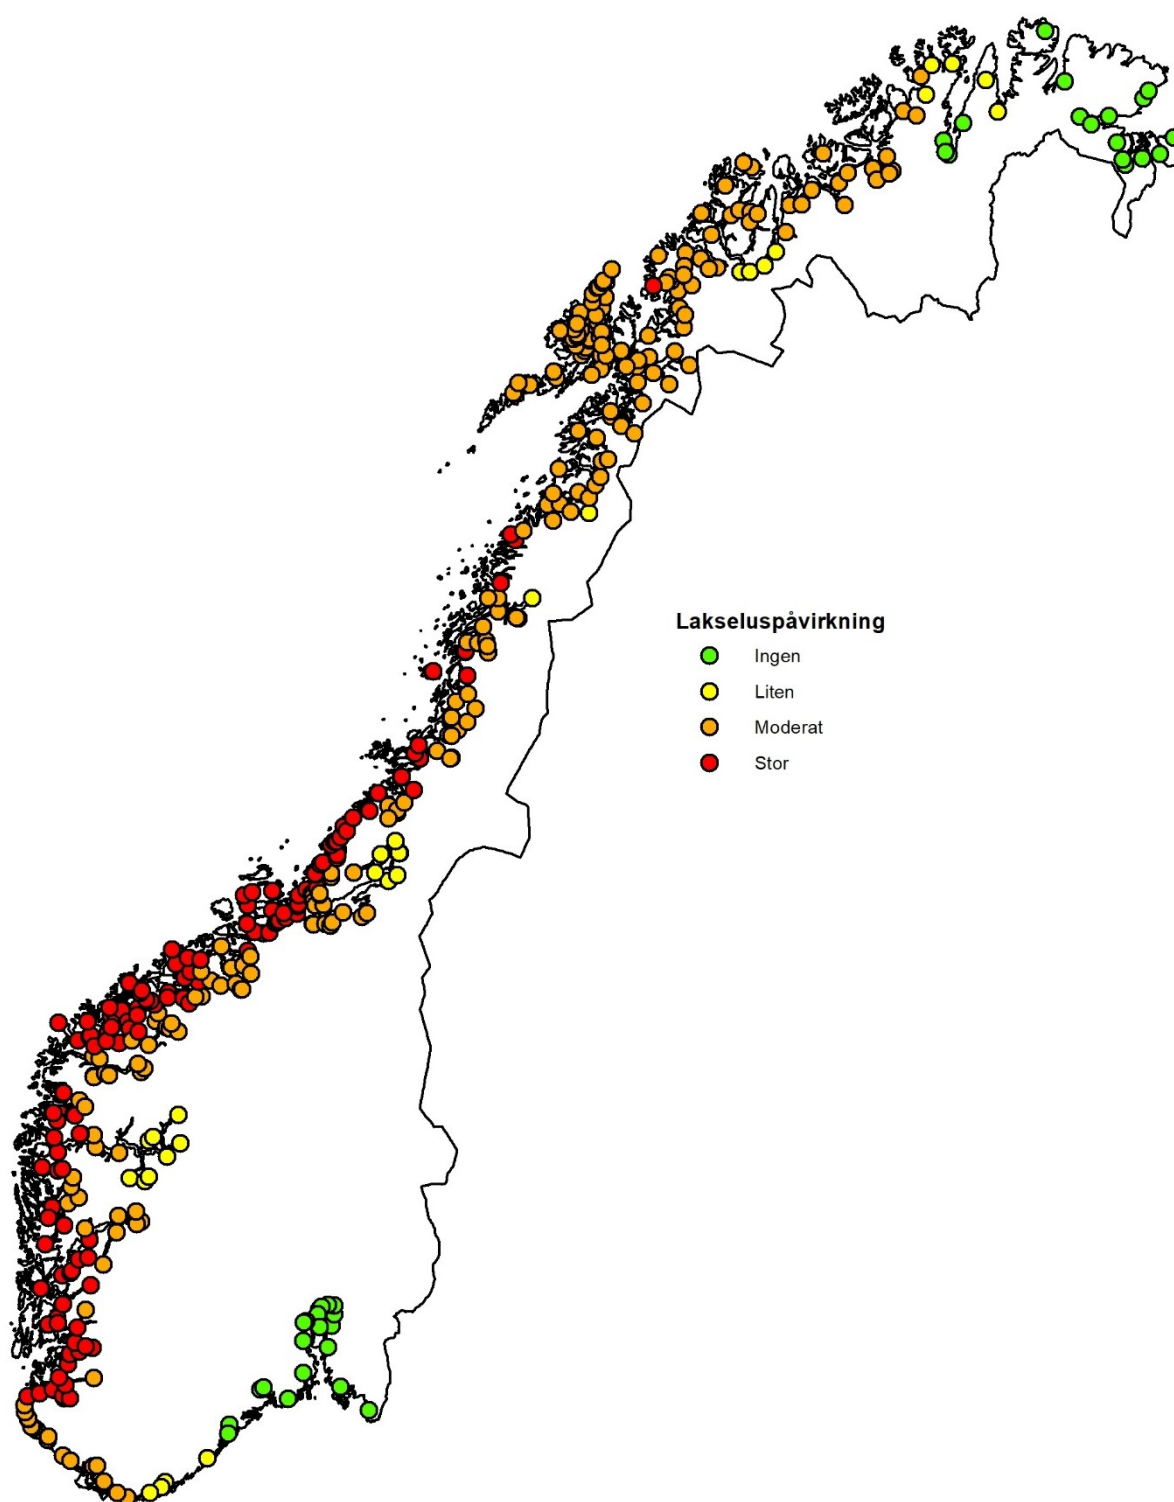 Lakseluspåvirkning
Ingen
Liten
Moderat
Stor